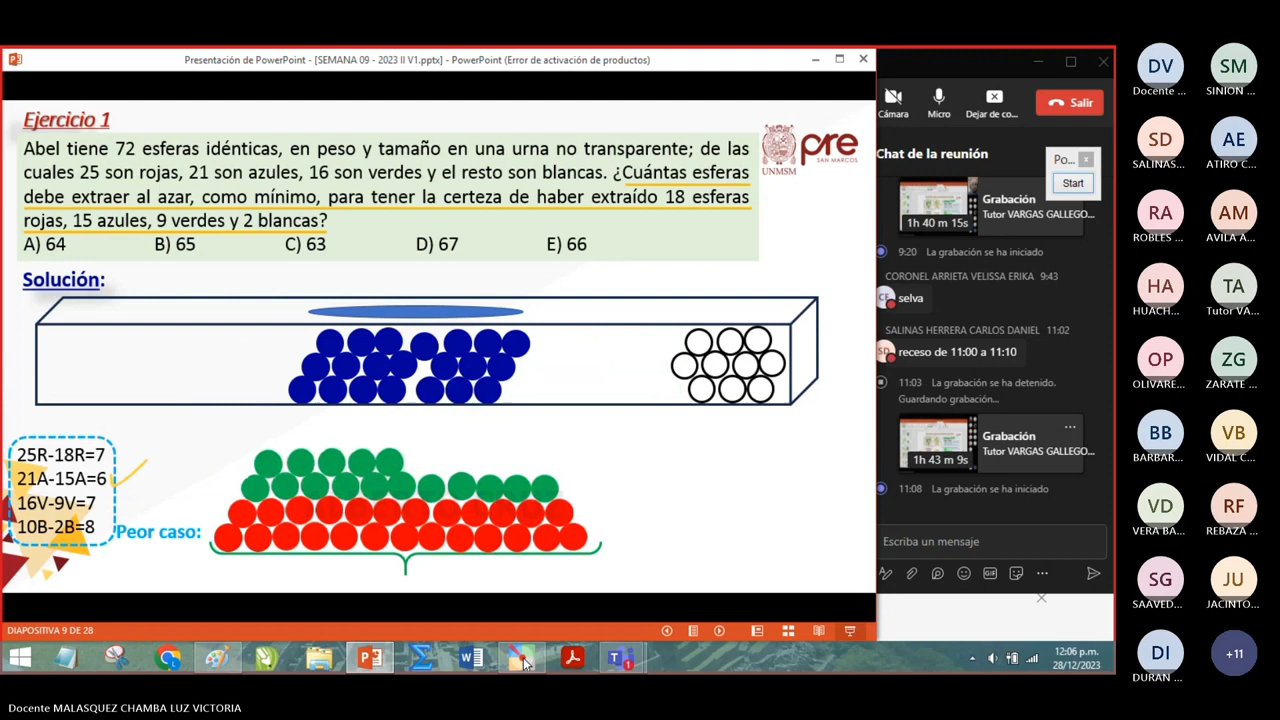 Presentación de PowerPoint - [SEMANA 09 - 2023 II V1.pptx] - PowerPoint (Error de activación de productos)
Ejercicio 1
Abel tiene 72 esferas idénticas, en peso y tamaño en una urna no transparente; de las
cuales 25 son rojas, 21 son azules, 16 son verdes y el resto son blancas. ¿Cuántas esferas
debe extraer al azar, como mínimo, para tener la certeza de haber extraído 18 esferas
rojas, 15 azules, 9 verdes y 2 blancas?
A) 64 B) 65 C) 63 D) 67 E) 66
UNMSM
pre
SAN MARCOS
Solución:
25R-18R=7
21A-15A=6
16V-9V=7
10B-2B=8
Peor caso:
DIAPOSITIVA 9 DE 28
Cámara
Micro
Dejar de co...
Salir
Chat de la reunión
Po...
Start
Grabación
Tutor VARGAS GALLEGO...
1h 40 m 15s
9:20 La grabación se ha iniciado
CORONEL ARRIETA VELISSA ERIKA 9:43
CE
selva
SALINAS HERRERA CARLOS DANIEL 11:02
SD
receso de 11:00 a 11:10
11:03 La grabación se ha detenido.
Guardando grabación...
Grabación
Tutor VARGAS GALLEGO...
1h 43 m 9s
11:08 La grabación se ha iniciado
Escriba un mensaje
GIF
12:06 p.m.
28/12/2023
DV
Docente ...
SM
SINION ...
SD
SALINAS...
AE
ATIRO C...
RA
ROBLES ...
AM
AVILA A...
HA
HUACH...
TA
Tutor VA...
OP
OLIVARE...
ZG
ZARATE ...
BB
BARBAR...
VB
VIDAL C...
VD
VERA BA...
RF
REBAZA ...
SG
SAAVED...
JU
JACINTO...
DI
DURAN ...
+11
Docente MALASQUEZ CHAMBA LUZ VICTORIA